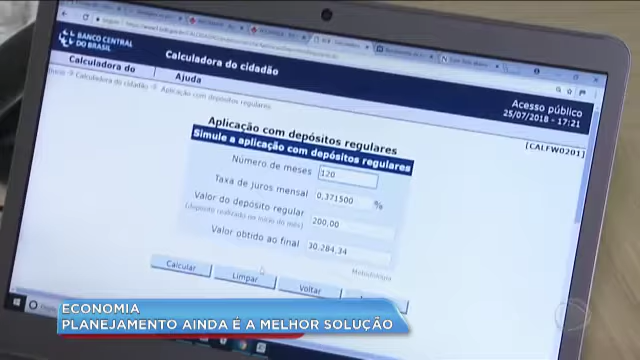 BANCO CENTRAL
DO BRASIL
Calculadora do cidadão
Acesso público
25/07/2018 - 17:21
Calculadora do
Ajuda
[CALFW0201]
Início → Calculadora do cidadão → Aplicação com depósitos regulares
Aplicação com depósitos regulares
Simule a aplicação com depósitos regulares
Número de meses
120
Taxa de juros mensal
0,371500 %
Valor do depósito regular
(depósito realizado no início do mês)
200,00
Valor obtido ao final
30.284,34
Metodologia
Calcular
Limpar
Voltar
ECONOMIA
PLANEJAMENTO AINDA É A MELHOR SOLUÇÃO